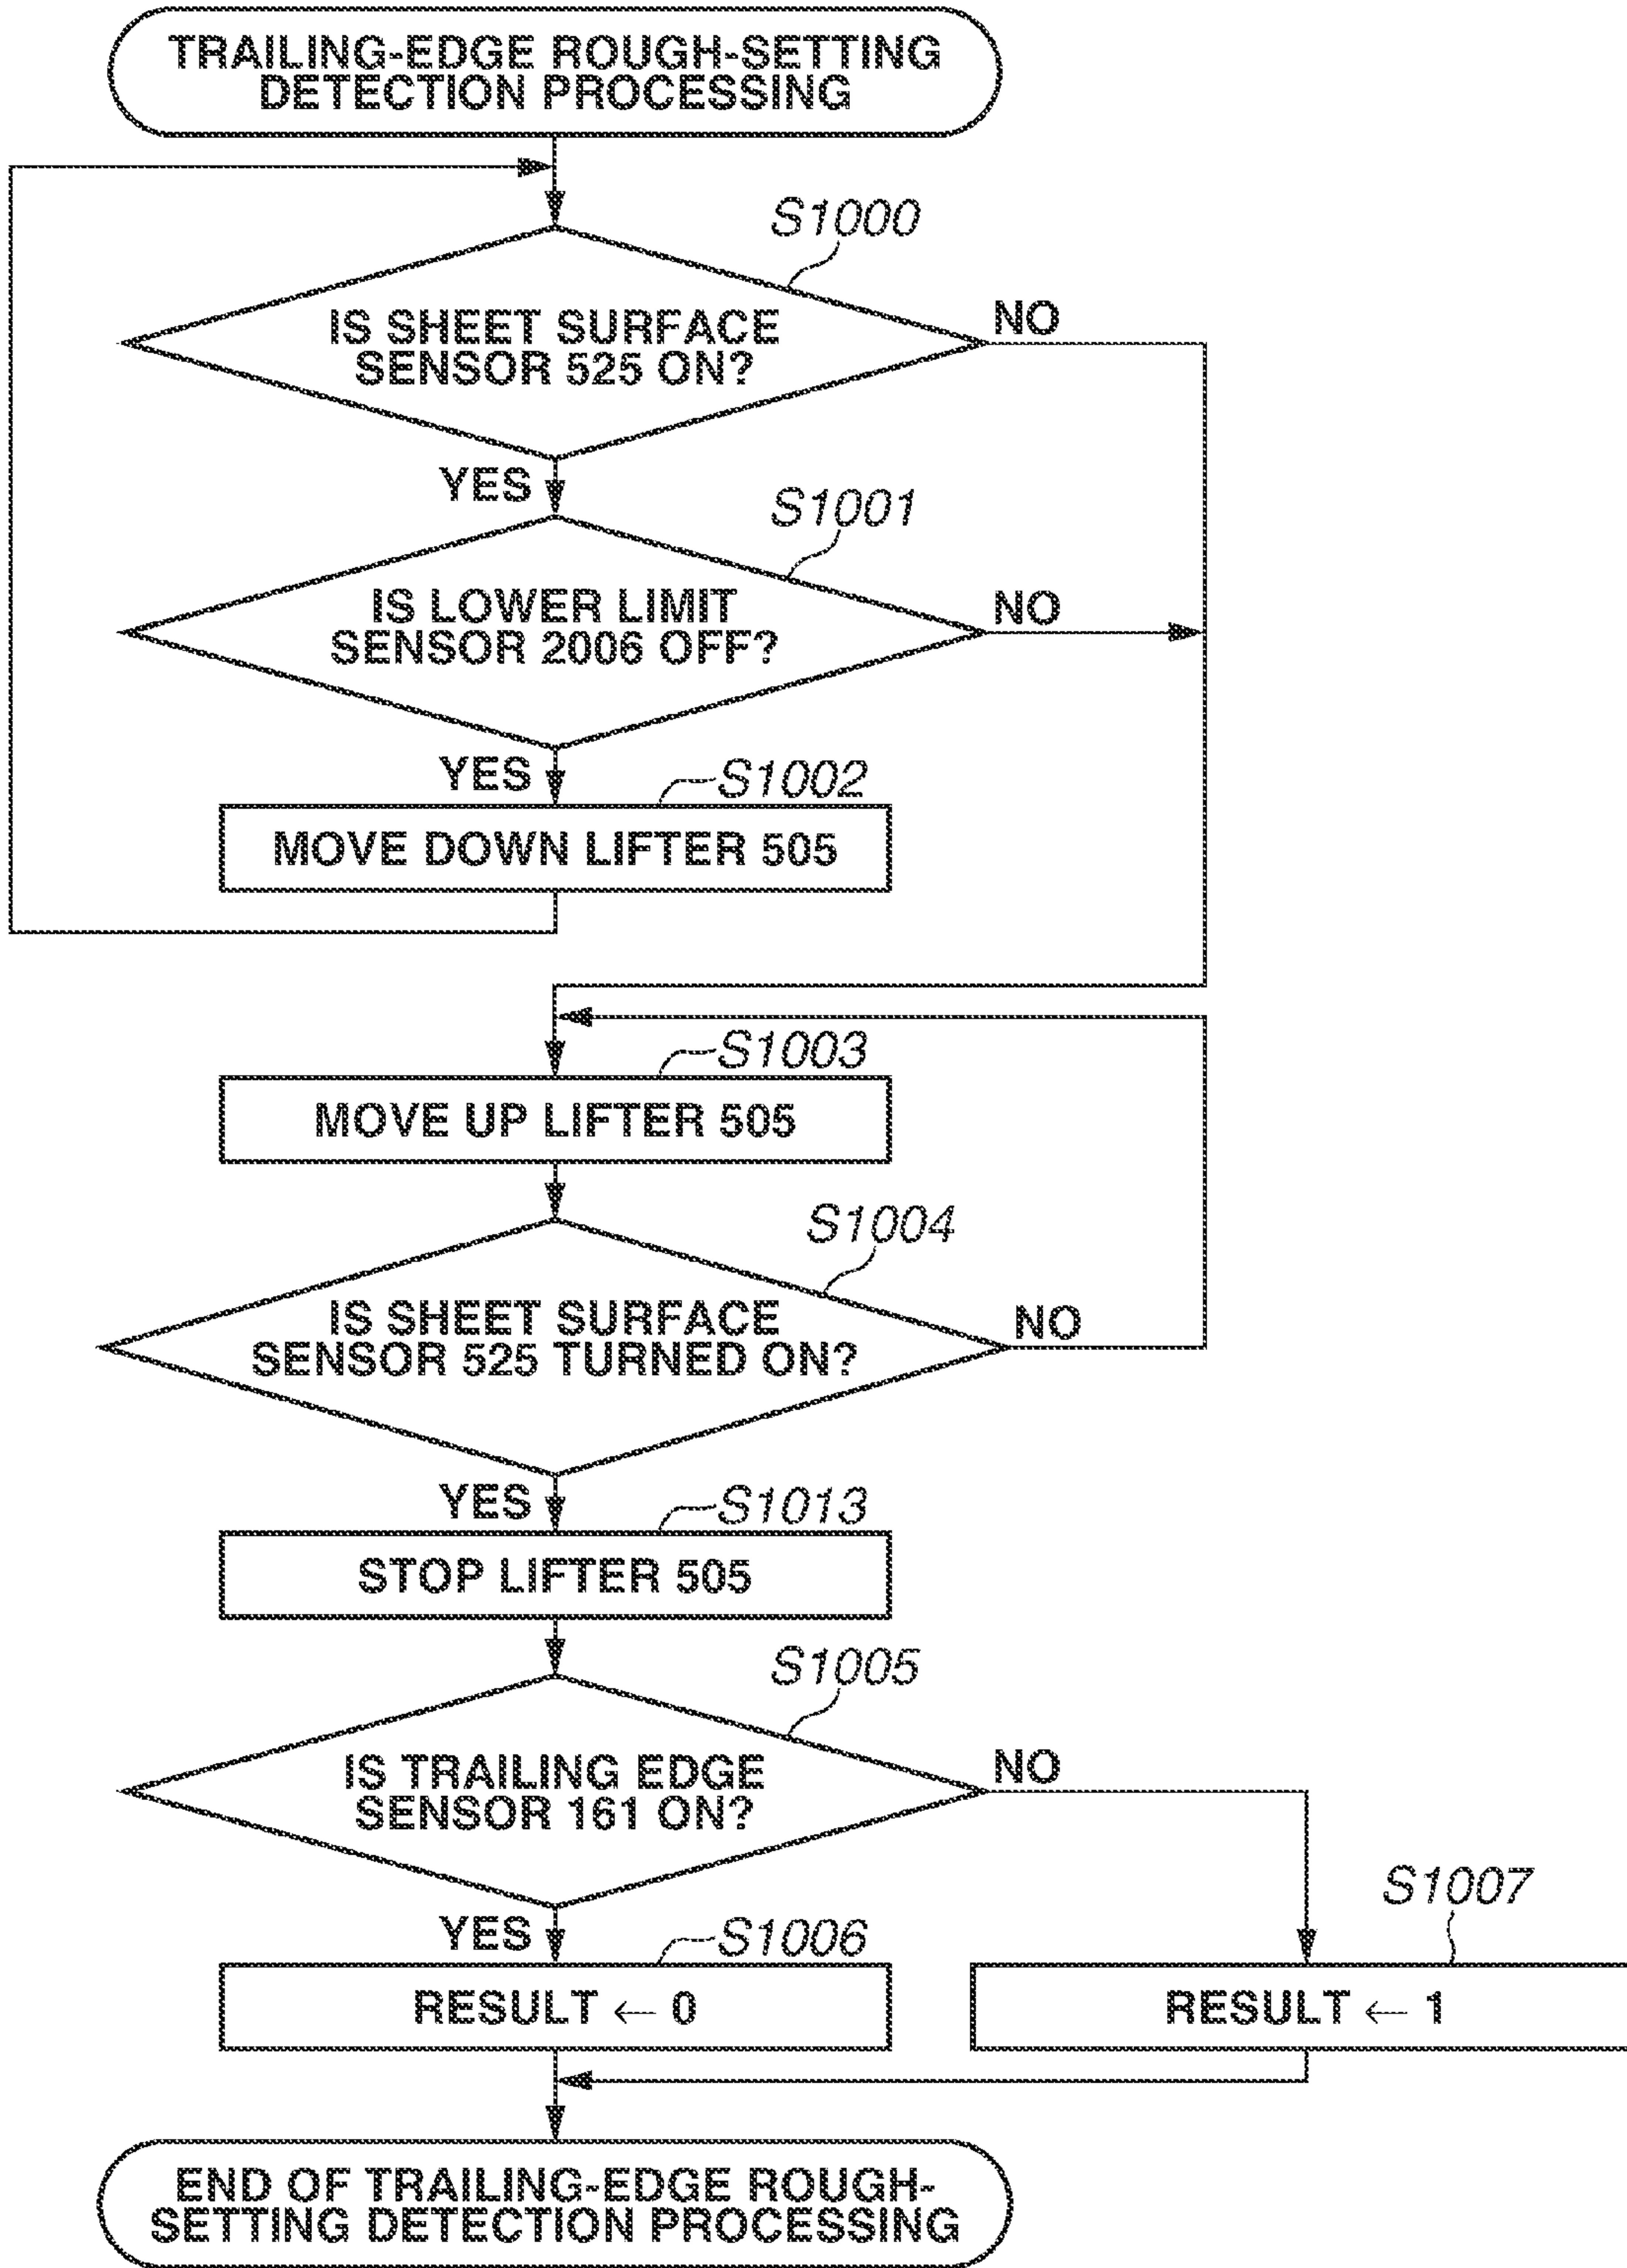 TRAILING-EDGE ROUGH-SETTING
DETECTION PROCESSING
S1000
IS SHEET SURFACE
SENSOR 525 ON?
NO
YES
S1001
IS LOWER LIMIT
SENSOR 2006 OFF?
NO
YES
S1002
MOVE DOWN LIFTER 505
S1003
MOVE UP LIFTER 505
S1004
IS SHEET SURFACE
SENSOR 525 TURNED ON?
NO
YES
S1013
STOP LIFTER 505
S1005
IS TRAILING EDGE
SENSOR 161 ON?
NO
YES
S1006
RESULT ← 0
S1007
RESULT ← 1
END OF TRAILING-EDGE ROUGH-
SETTING DETECTION PROCESSING